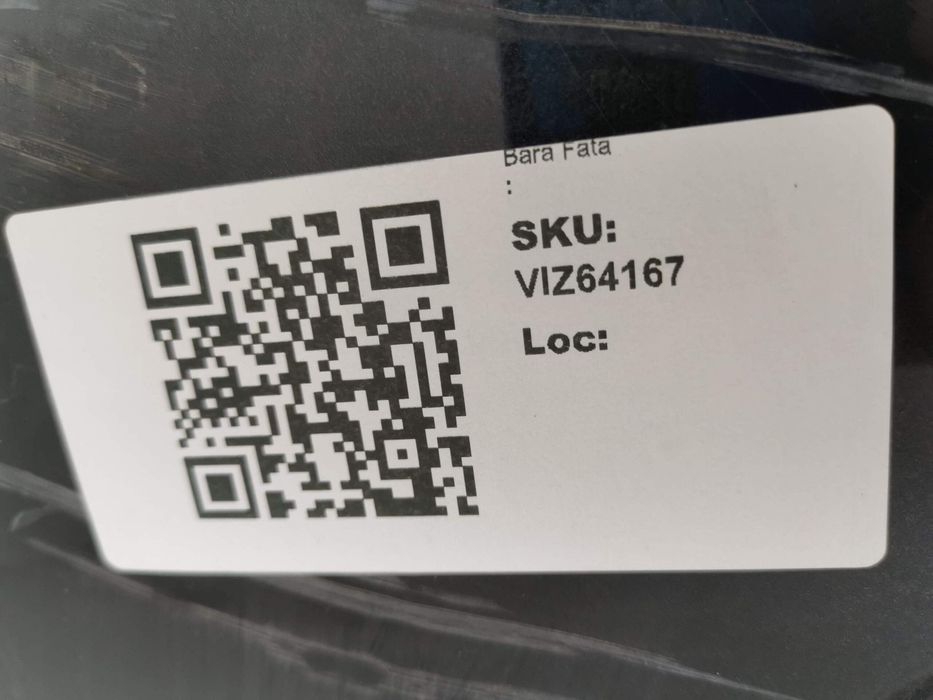 Bara Fata
:
SKU:
VIZ64167
Loc: